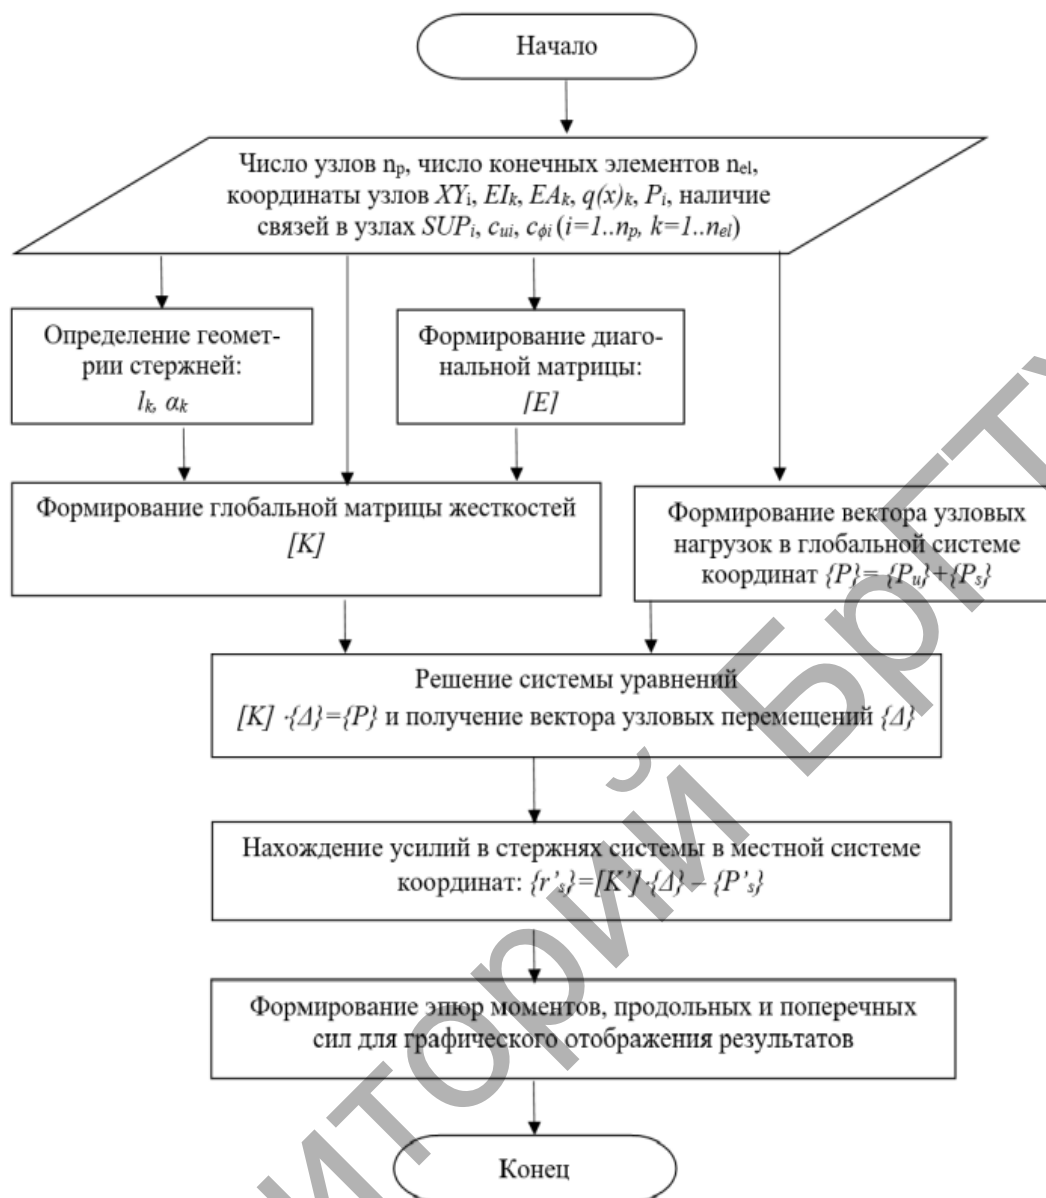 Начало
Число узлов nₚ, число конечных элементов nₑₗ,
координаты узлов XYᵢ, EIₖ, EAₖ, q(x)ₖ, Pᵢ, наличие
связей в узлах SUPᵢ, cᵤᵢ, c_ϕi (i=1..nₚ, k=1..nₑₗ)
Определение геомет-
рии стержней:
lₖ, αₖ
Формирование диаго-
нальной матрицы:
[E]
Формирование глобальной матрицы жесткостей
[K]
Формирование вектора узловых
нагрузок в глобальной системе
координат {P}= {Pᵤ}+{Pₛ}
Решение системы уравнений
[K] ·{Δ}={P} и получение вектора узловых перемещений {Δ}
Нахождение усилий в стержнях системы в местной системе
координат: {r’ₛ}=[K’]·{Δ} – {P’ₛ}
Формирование эпюр моментов, продольных и поперечных
сил для графического отображения результатов
Конец
иторий БрГТ